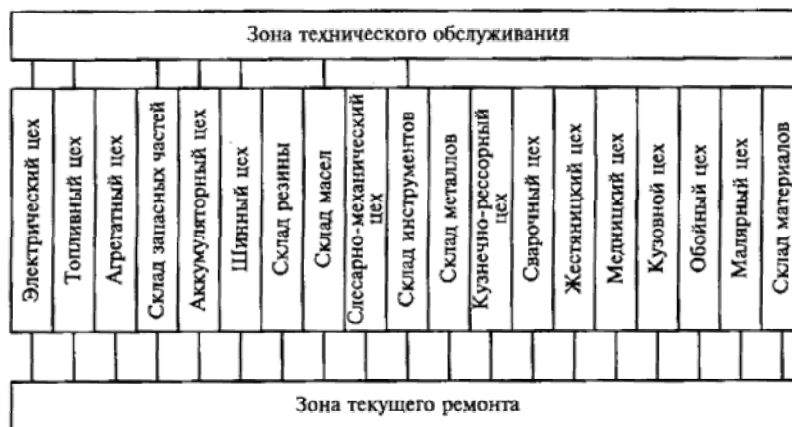 Зона технического обслуживания
Электрический цех
Топливный цех
Агрегатный цех
Склад запасных частей
Аккумуляторный цех
Шинный цех
Склад резины
Склад масел
Слесарно-механический
цех
Склад инструментов
Склад металлов
Кузнечно-рессорный
цех
Сварочный цех
Жестяницкий цех
Медницкий цех
Кузовной цех
Обойный цех
Малярный цех
Склад материалов
Зона текущего ремонта